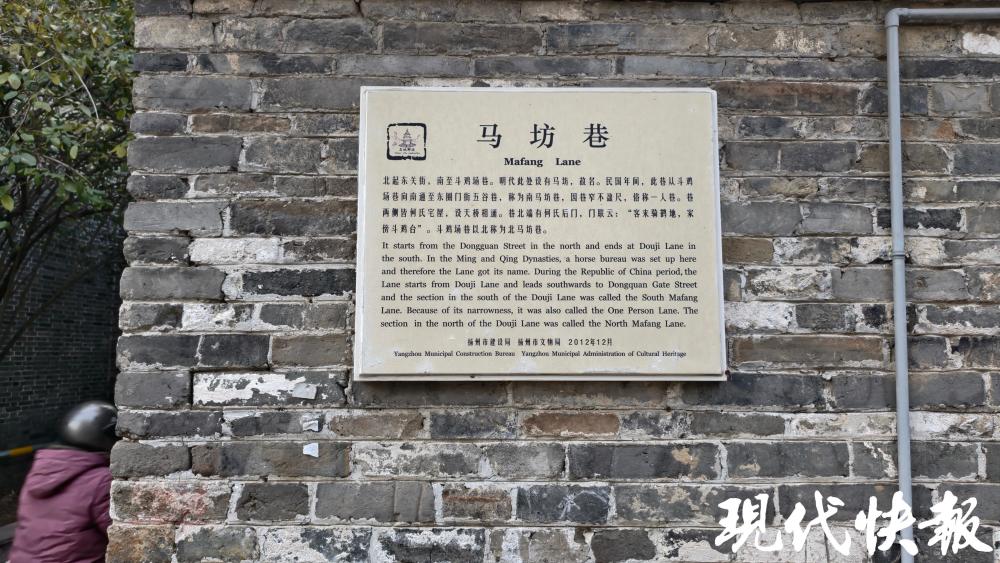 马坊巷
Mafang Lane
北起东关街，南至斗鸡场巷。明代此处设有马坊，故名。民国年间，此巷从斗鸡
场巷向南通至东圈门街五谷巷，称为南马坊巷，因巷窄不盈尺，俗称一人巷。巷
两侧皆何氏宅屋，设天桥相通。巷北端有何氏后门，门联云：“客来骑鹤地，家
傍斗鸡台”。斗鸡场巷以北称为北马坊巷。
It starts from the Dongguan Street in the north and ends at Douji Lane in
the south. In the Ming and Qing Dynasties, a horse bureau was set up here
and therefore the Lane got its name. During the Republic of China period, the
Lane starts from Douji Lane and leads southwards to Dongquan Gate Street
and the section in the south of the Douji Lane was called the South Mafang
Lane. Because of its narrowness, it was also called the One Person Lane. The
section in the north of the Douji Lane was called the North Mafang Lane.
扬州市建设局 扬州市文物局 2012年12月
Yangzhou Municipal Construction Bureau Yangzhou Municipal Administration of Cultural Heritage
现代快报